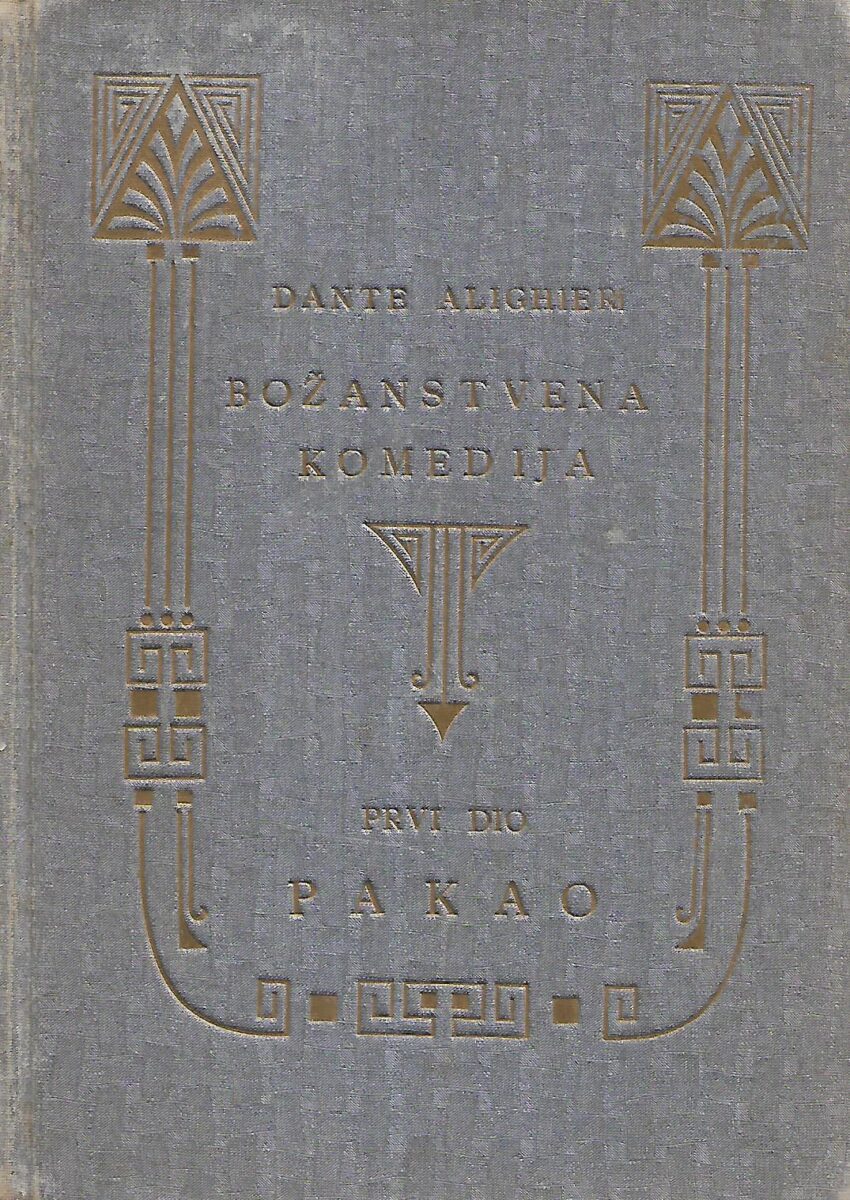 DANTE ALIGHIERI
BOŽANSTVENA
KOMEDIJA
PRVI DIO
PAKAO